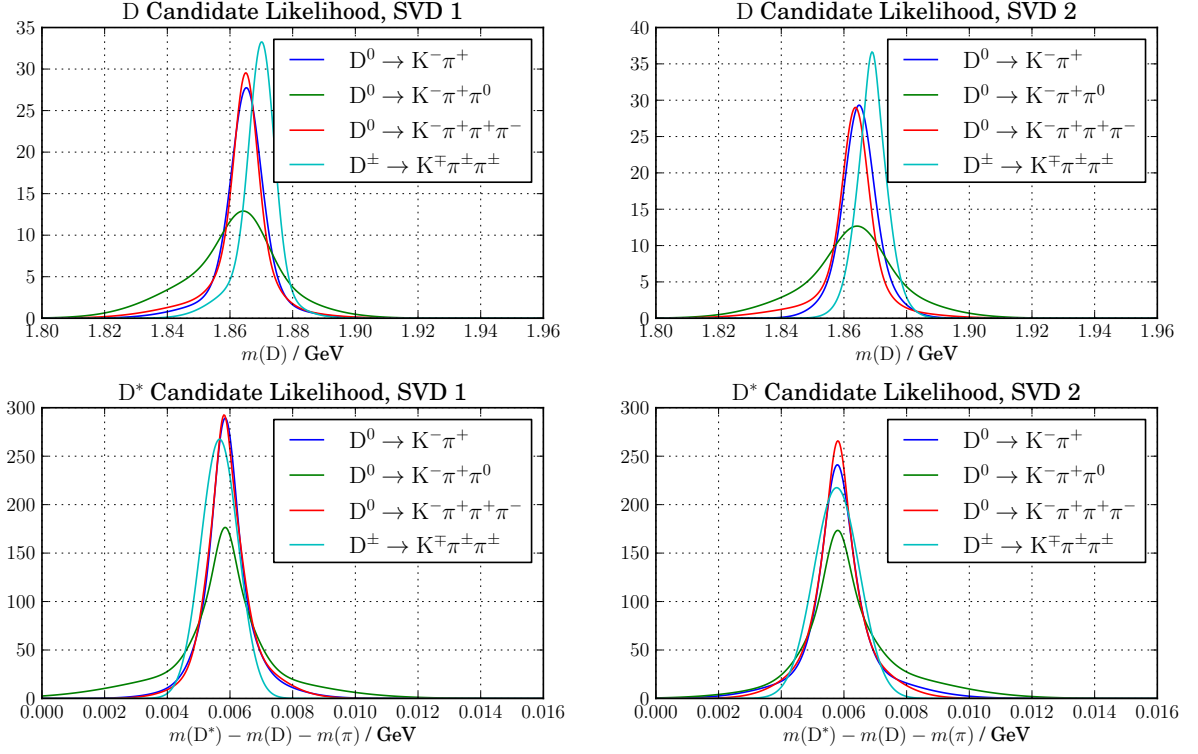 D Candidate Likelihood, SVD 1
35
30
25
20
15
10
5
0
1.80 1.82 1.84 1.86 1.88 1.90 1.92 1.94 1.96
m(D) / GeV
D⁰ → K⁻π⁺
D⁰ → K⁻π⁺π⁰
D⁰ → K⁻π⁺π⁺π⁻
D± → K∓π±π±
D Candidate Likelihood, SVD 2
40
35
30
25
20
15
10
5
0
1.80 1.82 1.84 1.86 1.88 1.90 1.92 1.94 1.96
m(D) / GeV
D⁰ → K⁻π⁺
D⁰ → K⁻π⁺π⁰
D⁰ → K⁻π⁺π⁺π⁻
D± → K∓π±π±
D* Candidate Likelihood, SVD 1
300
250
200
150
100
50
0
0.000 0.002 0.004 0.006 0.008 0.010 0.012 0.014 0.016
m(D*) − m(D) − m(π) / GeV
D⁰ → K⁻π⁺
D⁰ → K⁻π⁺π⁰
D⁰ → K⁻π⁺π⁺π⁻
D± → K∓π±π±
D* Candidate Likelihood, SVD 2
300
250
200
150
100
50
0
0.000 0.002 0.004 0.006 0.008 0.010 0.012 0.014 0.016
m(D*) − m(D) − m(π) / GeV
D⁰ → K⁻π⁺
D⁰ → K⁻π⁺π⁰
D⁰ → K⁻π⁺π⁺π⁻
D± → K∓π±π±